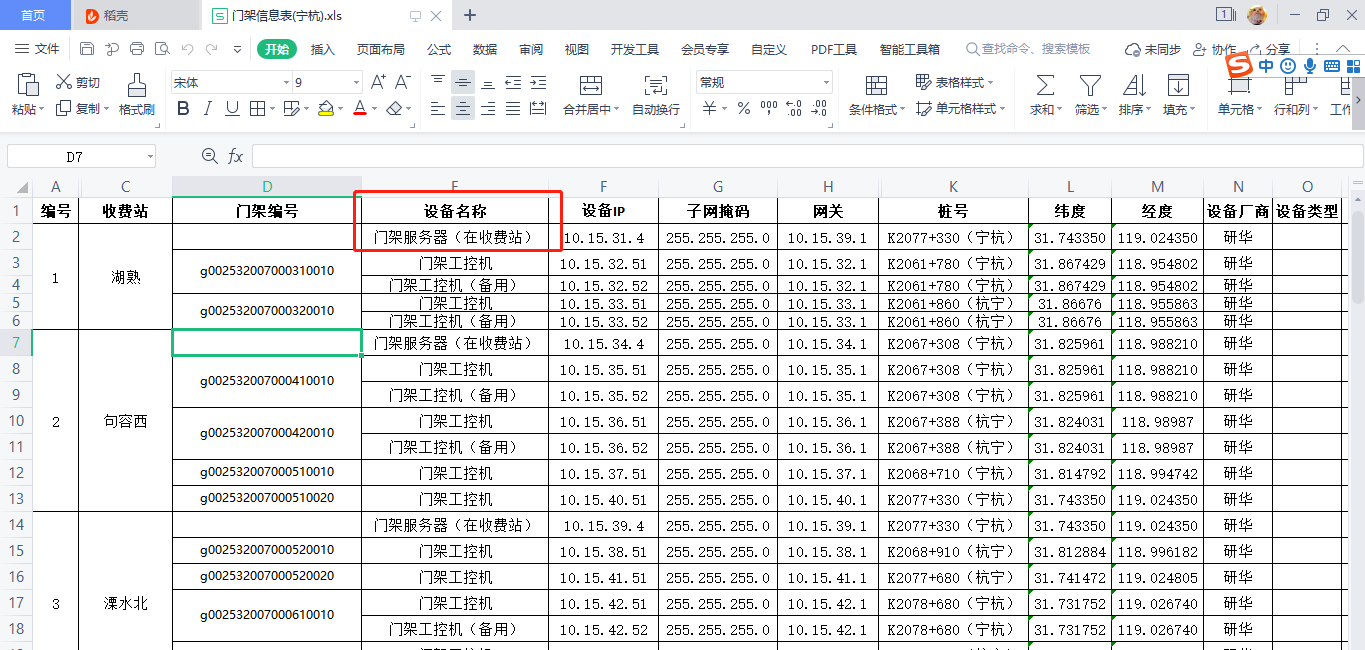 首页 稻壳 S 门架信息表(宁杭).xls
文件 开始 插入 页面布局 公式 数据 审阅 视图 开发工具 会员专享 自定义 PDF工具 智能工具箱 查找命令、搜索模板 未同步 协作 分享
粘贴 剪切 复制 格式刷 宋体 9 B I U A 合并居中 自动换行 常规 条件格式 表格样式 单元格样式 求和 筛选 排序 填充 单元格 行和列 工作
S 中
D7 fx
A C D E F G H K L M N O
1 编号 收费站 门架编号 设备名称 设备IP 子网掩码 网关 桩号 纬度 经度 设备厂商 设备类型
2 门架服务器（在收费站） 10.15.31.4 255.255.255.0 10.15.39.1 K2077+330（宁杭） 31.743350 119.024350 研华
3 1 湖熟 g002532007000310010 门架工控机 10.15.32.51 255.255.255.0 10.15.32.1 K2061+780（宁杭） 31.867429 118.954802 研华
4 门架工控机（备用） 10.15.32.52 255.255.255.0 10.15.32.1 K2061+780（宁杭） 31.867429 118.954802 研华
5 g002532007000320010 门架工控机 10.15.33.51 255.255.255.0 10.15.33.1 K2061+860（杭宁） 31.86676 118.955863 研华
6 门架工控机（备用） 10.15.33.52 255.255.255.0 10.15.33.1 K2061+860（杭宁） 31.86676 118.955863 研华
7 门架服务器（在收费站） 10.15.34.4 255.255.255.0 10.15.34.1 K2067+308（宁杭） 31.825961 118.988210 研华
8 g002532007000410010 门架工控机 10.15.35.51 255.255.255.0 10.15.35.1 K2067+308（宁杭） 31.825961 118.988210 研华
9 门架工控机（备用） 10.15.35.52 255.255.255.0 10.15.35.1 K2067+308（宁杭） 31.825961 118.988210 研华
10 2 句容西 g002532007000420010 门架工控机 10.15.36.51 255.255.255.0 10.15.36.1 K2067+388（杭宁） 31.824031 118.98987 研华
11 门架工控机（备用） 10.15.36.52 255.255.255.0 10.15.36.1 K2067+388（杭宁） 31.824031 118.98987 研华
12 g002532007000510010 门架工控机 10.15.37.51 255.255.255.0 10.15.37.1 K2068+710（宁杭） 31.814792 118.994742 研华
13 g002532007000510020 门架工控机 10.15.40.51 255.255.255.0 10.15.40.1 K2077+330（宁杭） 31.743350 119.024350 研华
14 门架服务器（在收费站） 10.15.39.4 255.255.255.0 10.15.39.1 K2077+330（宁杭） 31.743350 119.024350 研华
15 g002532007000520010 门架工控机 10.15.38.51 255.255.255.0 10.15.38.1 K2068+910（杭宁） 31.812884 118.996182 研华
16 g002532007000520020 门架工控机 10.15.41.51 255.255.255.0 10.15.41.1 K2077+680（杭宁） 31.741472 119.024805 研华
17 3 溧水北 g002532007000610010 门架工控机 10.15.42.51 255.255.255.0 10.15.42.1 K2078+680（宁杭） 31.731752 119.026740 研华
18 门架工控机（备用） 10.15.42.52 255.255.255.0 10.15.42.1 K2078+680（宁杭） 31.731752 119.026740 研华